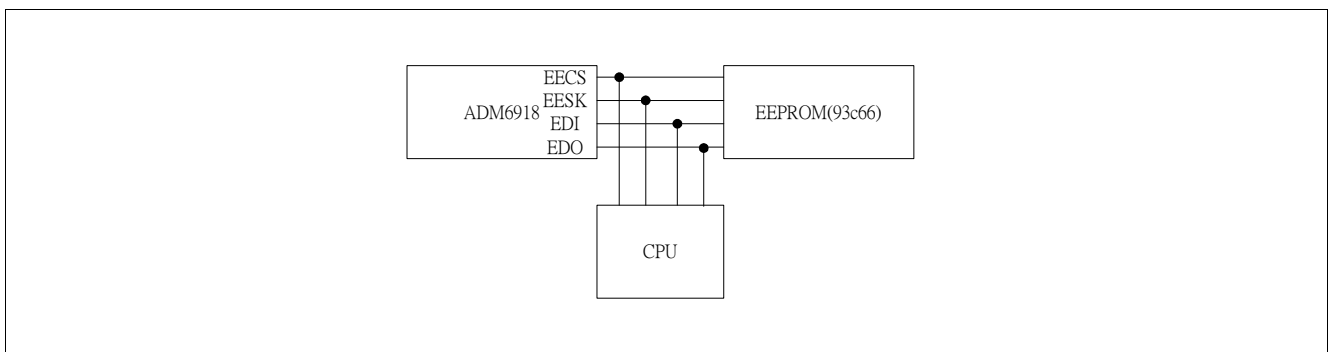 EECS
EESK
ADM6918
EDI
EDO
EEPROM(93c66)
CPU